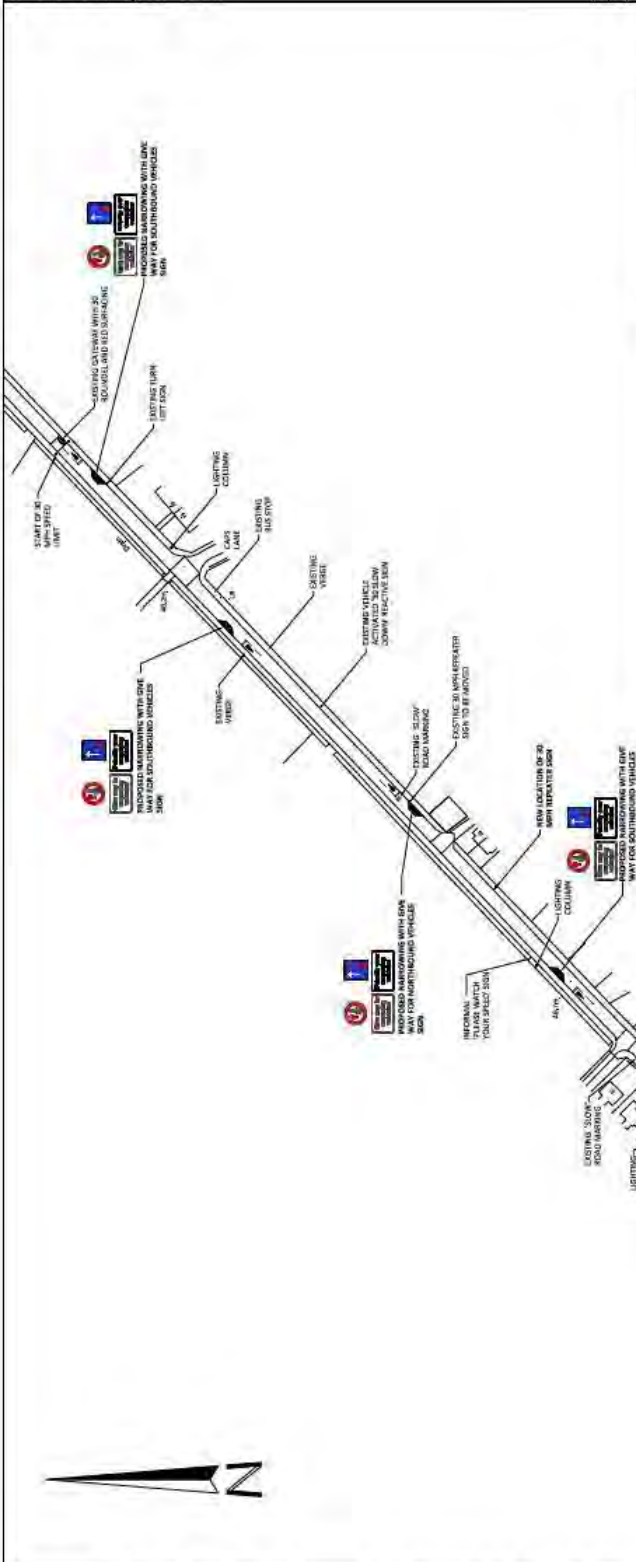 START OF 30
MPH SPEED
LIMIT
EXISTING GATEWAY WITH 30
ROUNDEL AND RED SURFACING
PROPOSED NARROWING WITH GIVE
WAY FOR SOUTHBOUND VEHICLES
SIGN
EXISTING TURN
LEFT SIGN
LIGHTING
COLUMN
Drain
CAPS
LANE
EXISTING
BUS STOP
PROPOSED NARROWING WITH GIVE
WAY FOR SOUTHBOUND VEHICLES
SIGN
EXISTING
VERGE
EXISTING
VERGE
EXISTING VEHICLE
ACTIVATED '30 SLOW
DOWN' REACTIVE SIGN
EXISTING 'SLOW'
ROAD MARKING
EXISTING 30 MPH REPEATER
SIGN TO BE MOVED
PROPOSED NARROWING WITH GIVE
WAY FOR NORTHBOUND VEHICLES
SIGN
NEW LOCATION OF 30
MPH REPEATER SIGN
LIGHTING
COLUMN
INFORMAL
'PLEASE WATCH
YOUR SPEED' SIGN
PROPOSED NARROWING WITH GIVE
WAY FOR SOUTHBOUND VEHICLES
EXISTING 'SLOW'
ROAD MARKING
LIGHTING
N